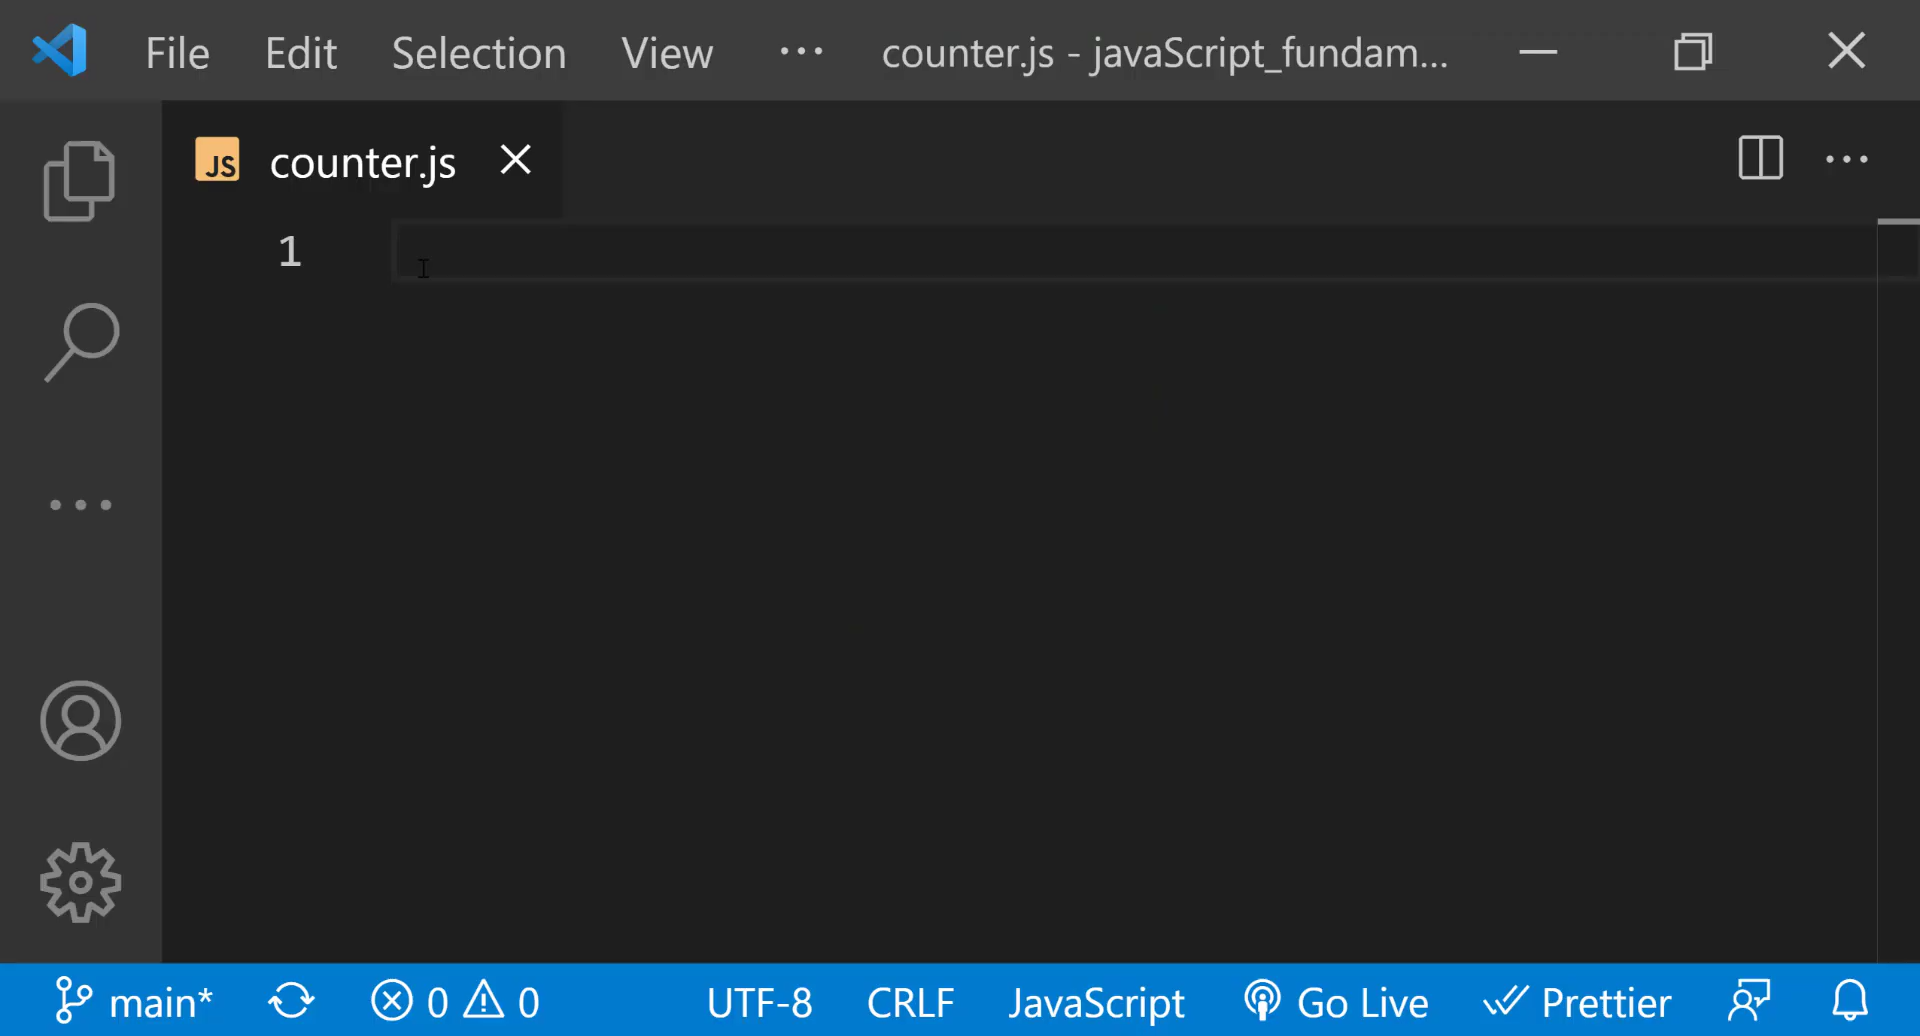 File Edit Selection View ··· counter.js - javaScript_fundam...
JS counter.js
1
main* 0 0 UTF-8 CRLF JavaScript Go Live Prettier